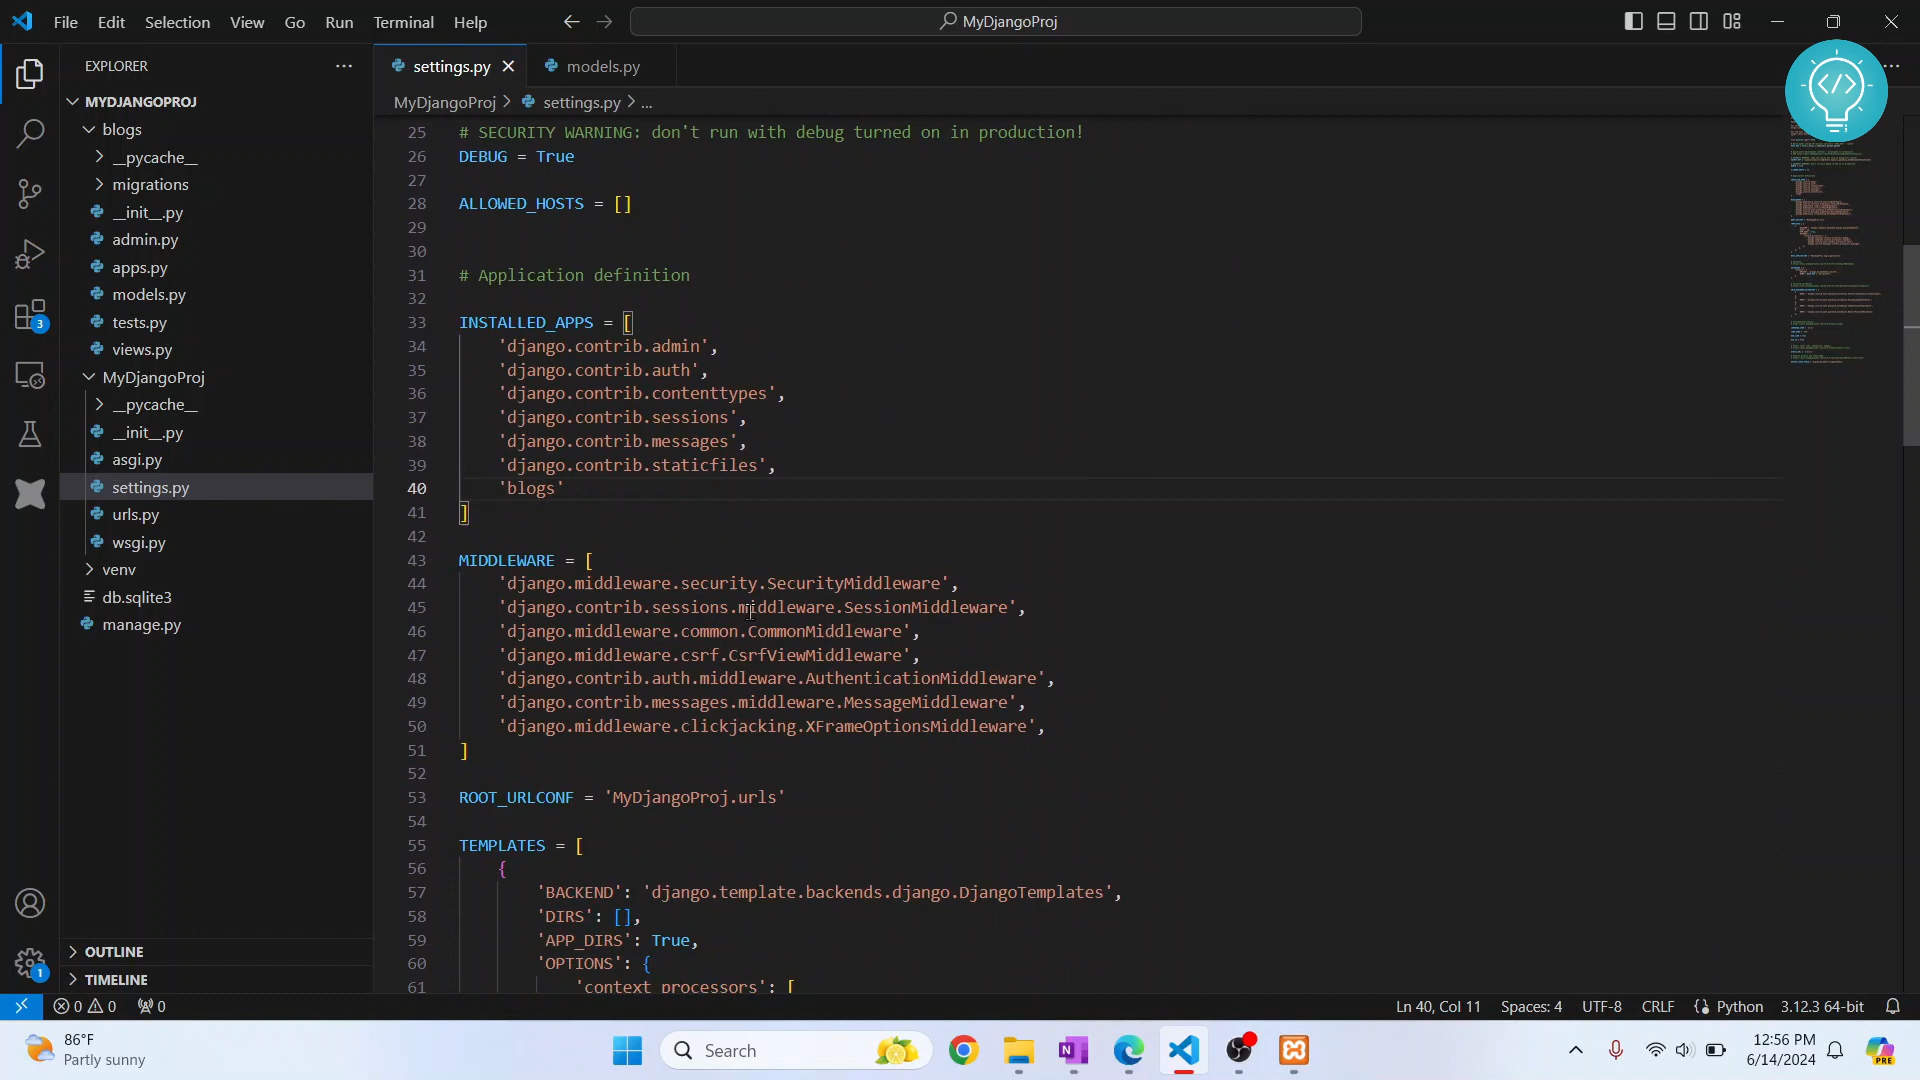 File Edit Selection View Go Run Terminal Help
MyDjangoProj
EXPLORER
MYDJANGOPROJ
blogs
__pycache__
migrations
__init__.py
admin.py
apps.py
models.py
tests.py
views.py
MyDjangoProj
__pycache__
__init__.py
asgi.py
settings.py
urls.py
wsgi.py
venv
db.sqlite3
manage.py
OUTLINE
TIMELINE
3
1
settings.py models.py
MyDjangoProj > settings.py > ...
25 # SECURITY WARNING: don't run with debug turned on in production!
26 DEBUG = True
27
28 ALLOWED_HOSTS = []
29
30
31 # Application definition
32
33 INSTALLED_APPS = [
34 'django.contrib.admin',
35 'django.contrib.auth',
36 'django.contrib.contenttypes',
37 'django.contrib.sessions',
38 'django.contrib.messages',
39 'django.contrib.staticfiles',
40 'blogs'
41 ]
42
43 MIDDLEWARE = [
44 'django.middleware.security.SecurityMiddleware',
45 'django.contrib.sessions.middleware.SessionMiddleware',
46 'django.middleware.common.CommonMiddleware',
47 'django.middleware.csrf.CsrfViewMiddleware',
48 'django.contrib.auth.middleware.AuthenticationMiddleware',
49 'django.contrib.messages.middleware.MessageMiddleware',
50 'django.middleware.clickjacking.XFrameOptionsMiddleware',
51 ]
52
53 ROOT_URLCONF = 'MyDjangoProj.urls'
54
55 TEMPLATES = [
56 {
57 'BACKEND': 'django.template.backends.django.DjangoTemplates',
58 'DIRS': [],
59 'APP_DIRS': True,
60 'OPTIONS': {
61 'context_processors': [
0 0 0 Ln 40, Col 11 Spaces: 4 UTF-8 CRLF Python 3.12.3 64-bit
86°F
Partly sunny
Search
12:56 PM
6/14/2024
PRE